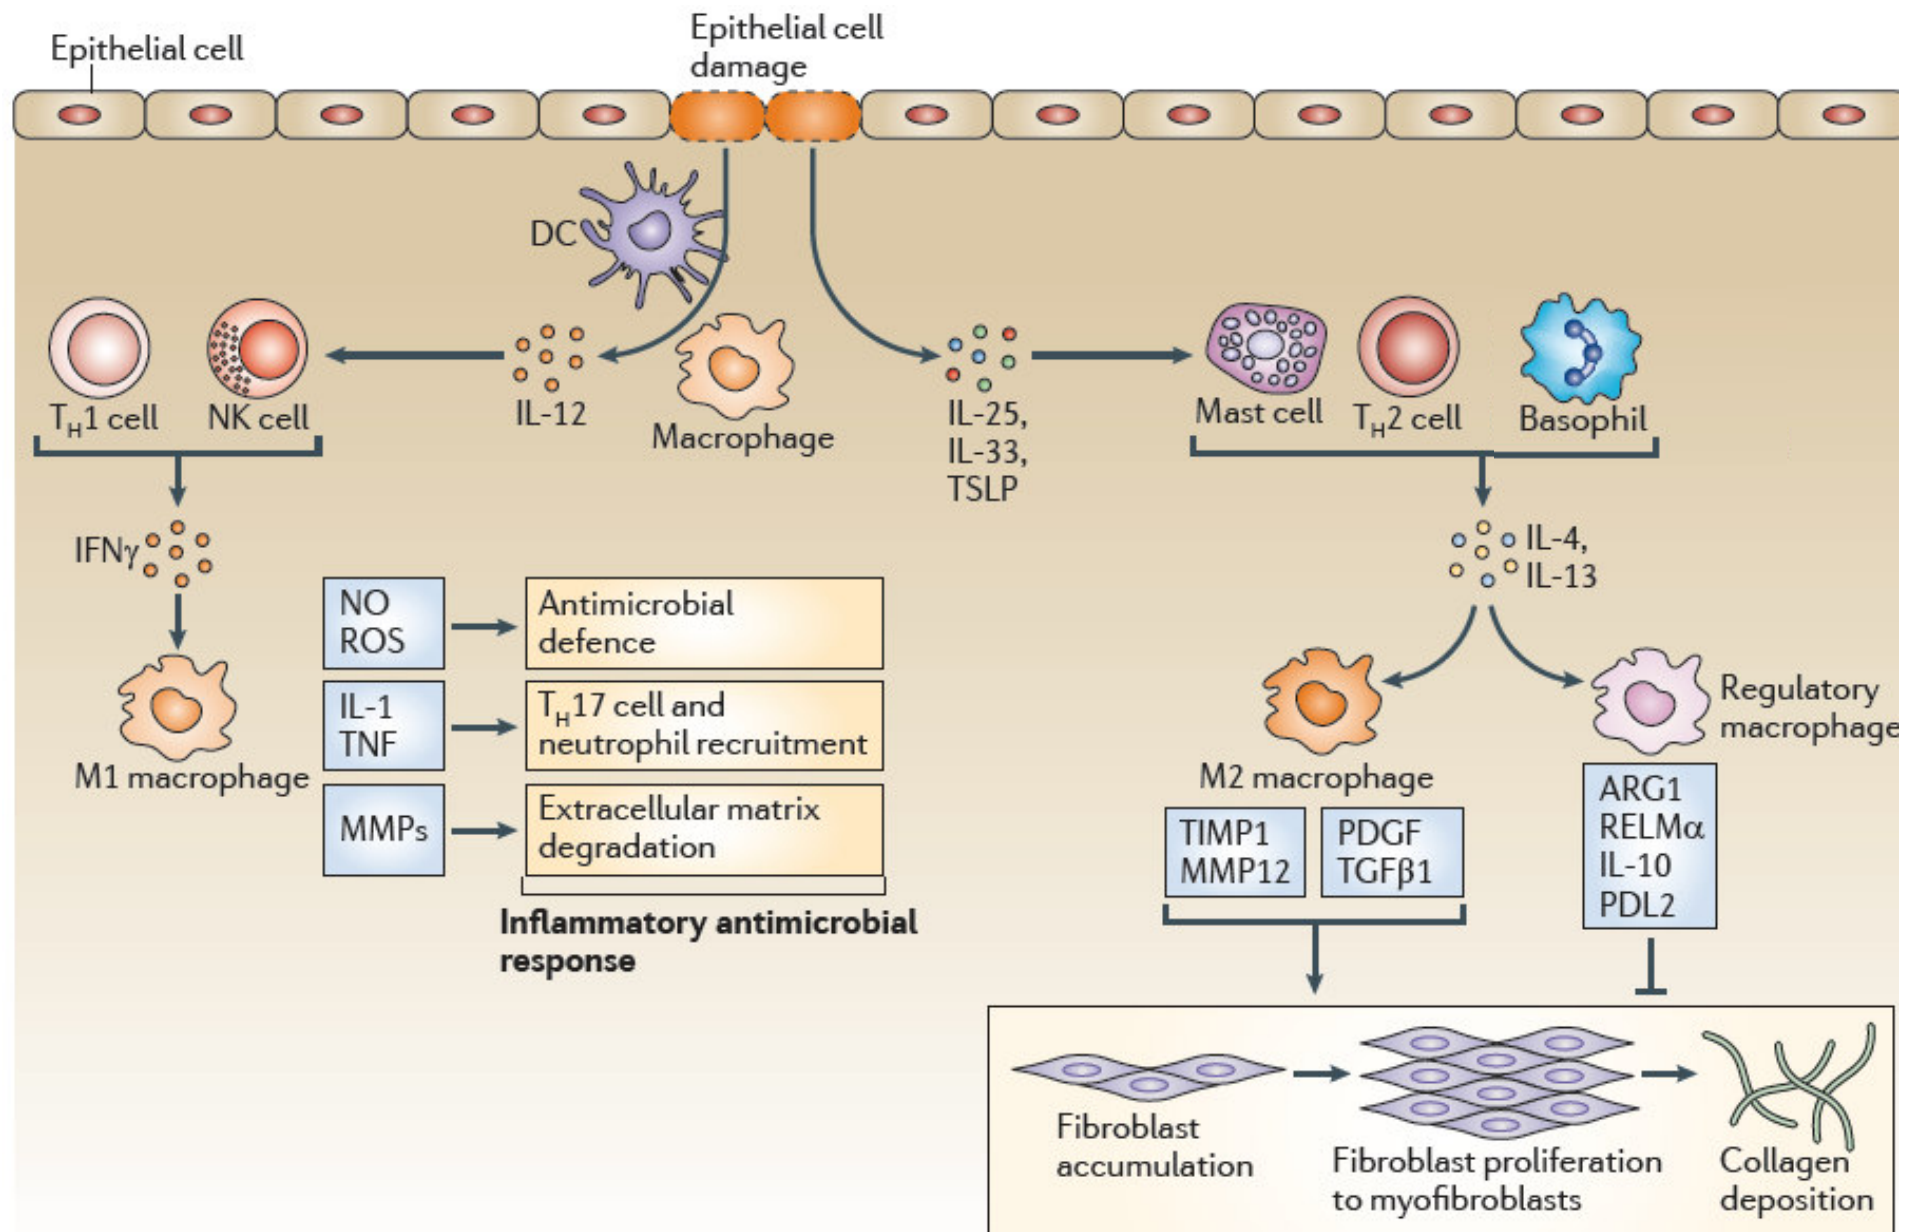 Epithelial cell
Epithelial cell
damage
DC
T_H1 cell
NK cell
IL-12
Macrophage
IL-25,
IL-33,
TSLP
Mast cell
T_H2 cell
Basophil
IFNγ
IL-4,
IL-13
M1 macrophage
NO
ROS
Antimicrobial
defence
IL-1
TNF
T_H17 cell and
neutrophil recruitment
MMPs
Extracellular matrix
degradation
Inflammatory antimicrobial
response
M2 macrophage
Regulatory
macrophage
TIMP1
MMP12
PDGF
TGFβ1
ARG1
RELMα
IL-10
PDL2
Fibroblast
accumulation
Fibroblast proliferation
to myofibroblasts
Collagen
deposition